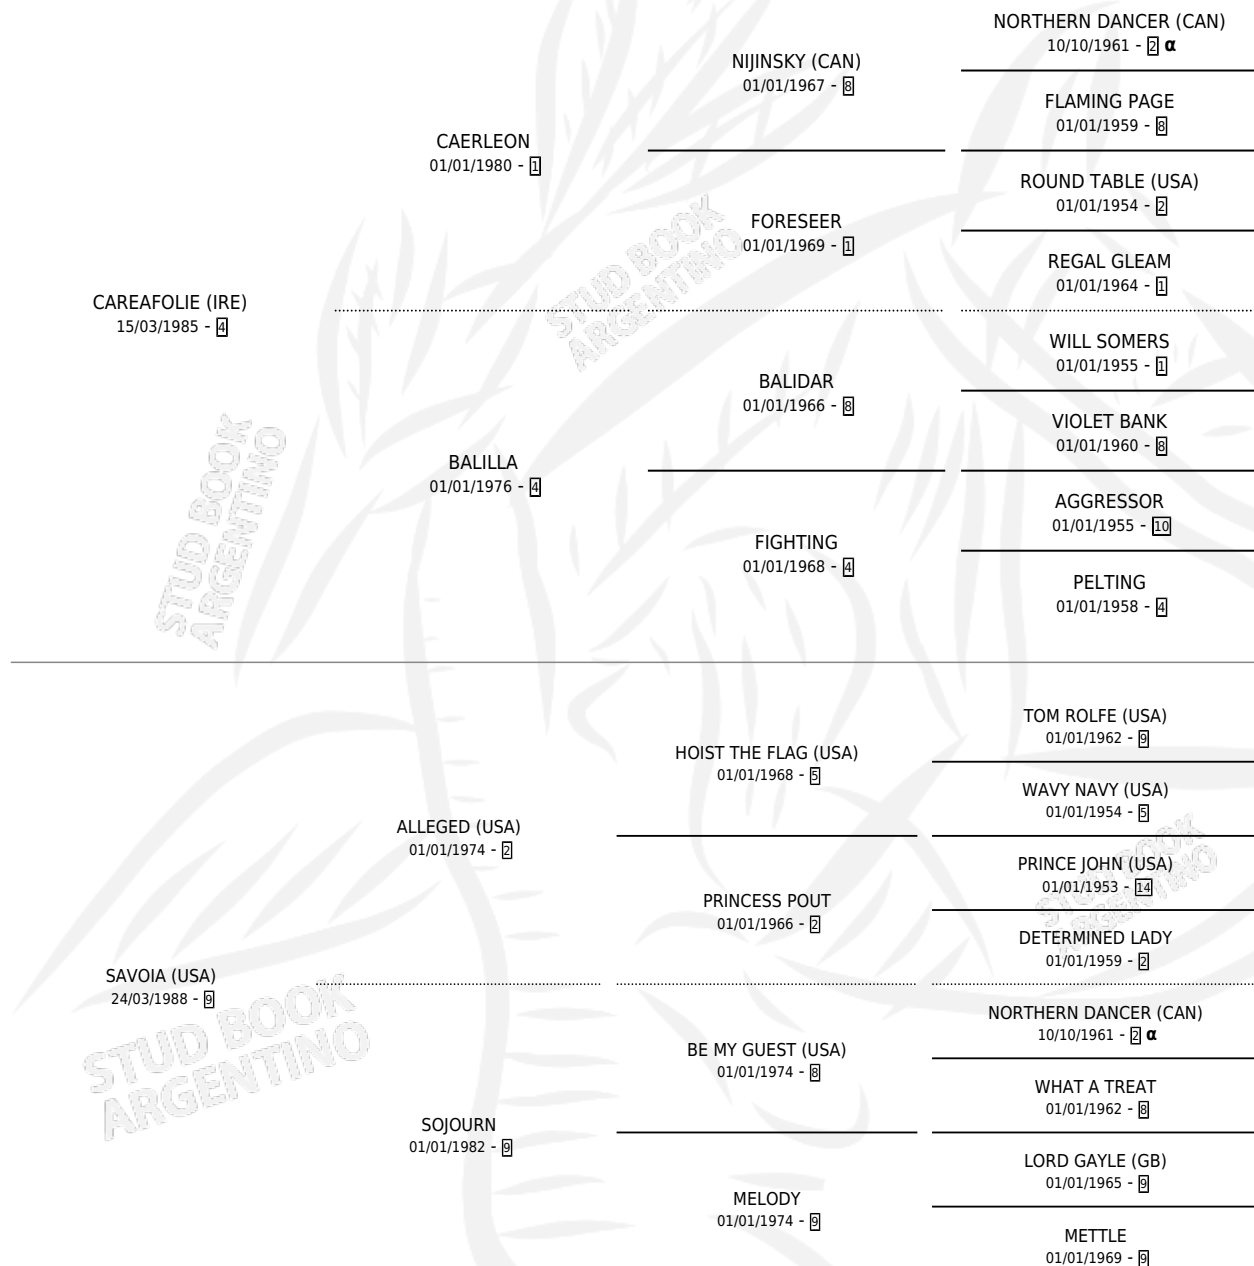 NORTHERN DANCER (CAN)
10/10/1961 - 2 α
NIJINSKY (CAN)
01/01/1967 - 8
FLAMING PAGE
01/01/1959 - 8
CAERLEON
01/01/1980 - 1
ROUND TABLE (USA)
01/01/1954 - 2
FORESEER
01/01/1969 - 1
REGAL GLEAM
01/01/1964 - 1
CAREAFOLIE (IRE)
15/03/1985 - 4
WILL SOMERS
01/01/1955 - 1
BALIDAR
01/01/1966 - 8
VIOLET BANK
01/01/1960 - 8
BALILLA
01/01/1976 - 4
AGGRESSOR
01/01/1955 - 10
FIGHTING
01/01/1968 - 4
PELTING
01/01/1958 - 4
TOM ROLFE (USA)
01/01/1962 - 9
HOIST THE FLAG (USA)
01/01/1968 - 5
WAVY NAVY (USA)
01/01/1954 - 5
ALLEGED (USA)
01/01/1974 - 2
PRINCE JOHN (USA)
01/01/1953 - 14
PRINCESS POUT
01/01/1966 - 2
DETERMINED LADY
01/01/1959 - 2
SAVOIA (USA)
24/03/1988 - 9
NORTHERN DANCER (CAN)
10/10/1961 - 2 α
BE MY GUEST (USA)
01/01/1974 - 8
WHAT A TREAT
01/01/1962 - 8
SOJOURN
01/01/1982 - 9
LORD GAYLE (GB)
01/01/1965 - 9
MELODY
01/01/1974 - 9
METTLE
01/01/1969 - 9
STUD BOOK
ARGENTINO
STUD BOOK
ARGENTINO
STUD BOOK
ARGENTINO
STUD BOOK
ARGENTINO